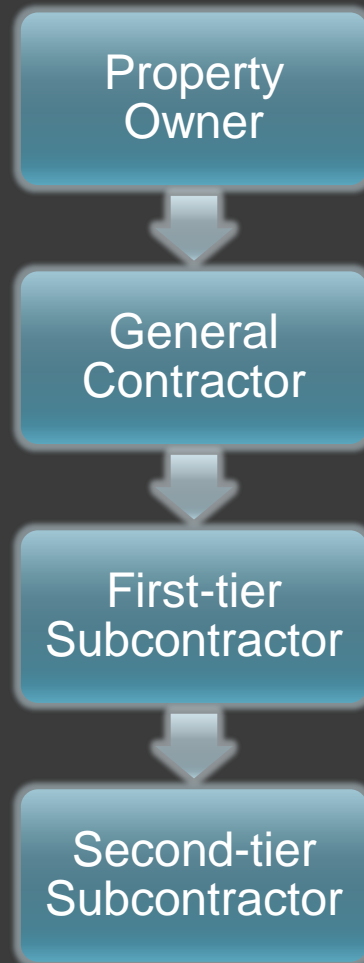 Property
Owner
General
Contractor
First-tier
Subcontractor
Second-tier
Subcontractor